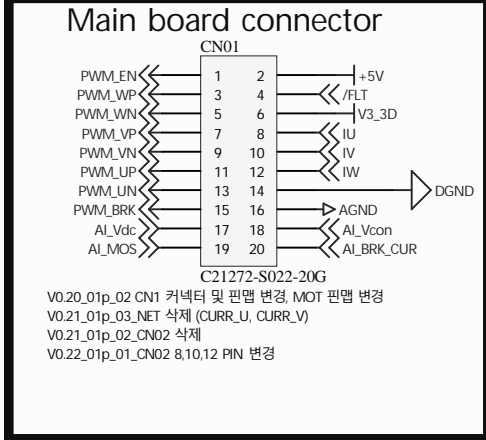 Main board connector
CN01
PWM_EN 1 2 +5V
PWM_WP 3 4 /FLT
PWM_WN 5 6 V3_3D
PWM_VP 7 8 IU
PWM_VN 9 10 IV
PWM_UP 11 12 IW
PWM_UN 13 14 DGND
PWM_BRK 15 16 AGND
AI_Vdc 17 18 AI_Vcon
AI_MOS 19 20 AI_BRK_CUR
C21272-S022-20G
V0.20_01p_02 CN1 커넥터 및 핀맵 변경, MOT 핀맵 변경
V0.21_01p_03_NET 삭제 (CURR_U, CURR_V)
V0.21_01p_02_CN02 삭제
V0.22_01p_01_CN02 8,10,12 PIN 변경